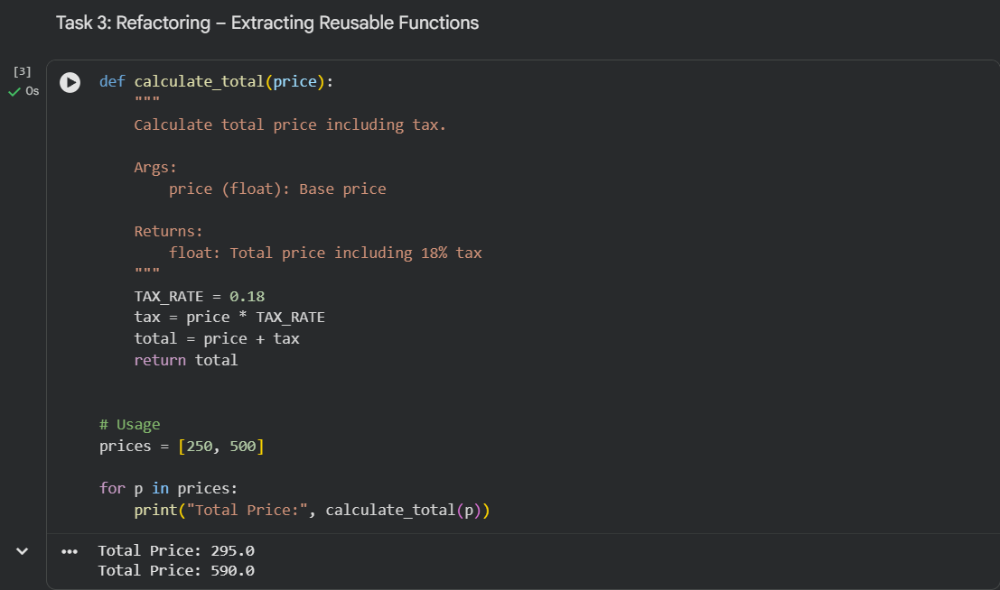 Task 3: Refactoring – Extracting Reusable Functions
[3]
0s
def calculate_total(price):
    """
    Calculate total price including tax.

    Args:
        price (float): Base price

    Returns:
        float: Total price including 18% tax
    """
    TAX_RATE = 0.18
    tax = price * TAX_RATE
    total = price + tax
    return total


# Usage
prices = [250, 500]

for p in prices:
    print("Total Price:", calculate_total(p))
Total Price: 295.0
Total Price: 590.0